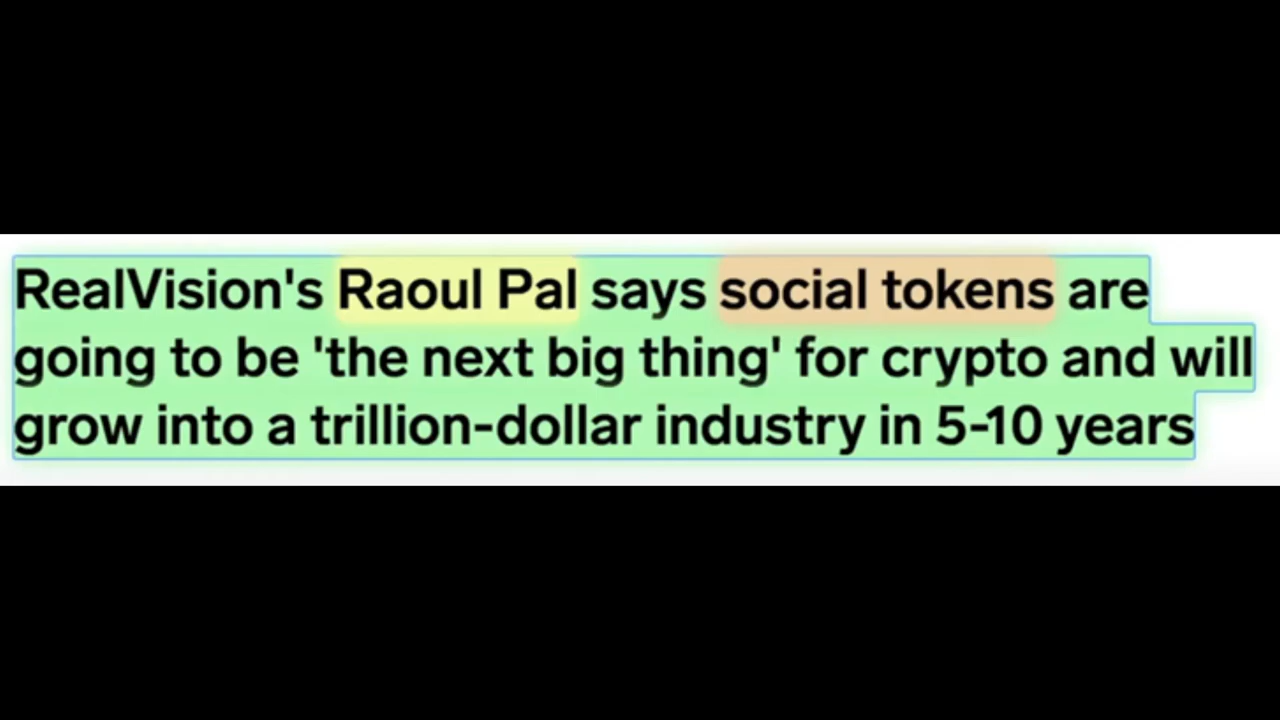 RealVision's Raoul Pal says social tokens are
going to be 'the next big thing' for crypto and will
grow into a trillion-dollar industry in 5-10 years